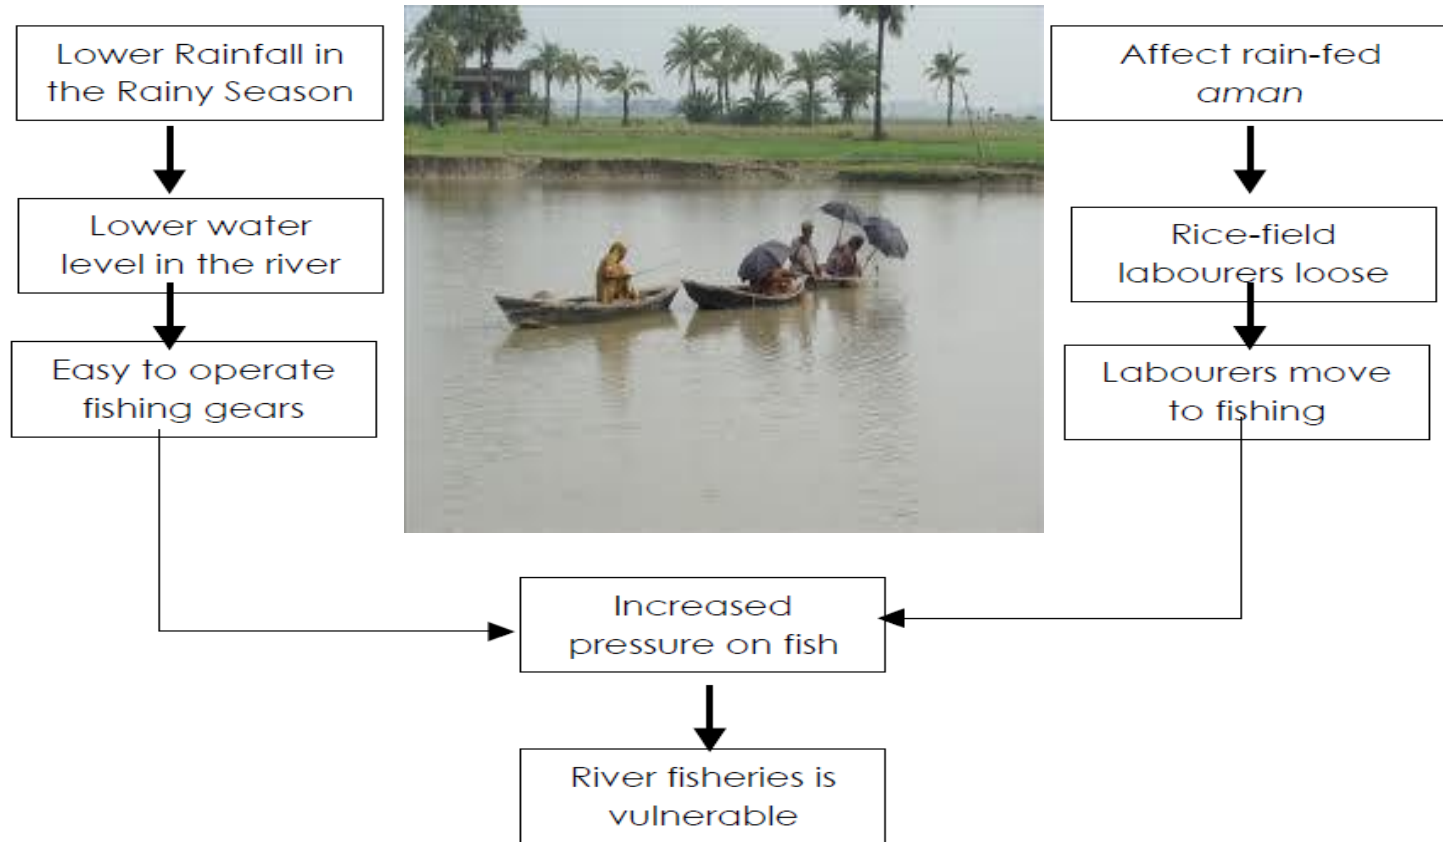 Lower Rainfall in
the Rainy Season
Lower water
level in the river
Easy to operate
fishing gears
Affect rain-fed
aman
Rice-field
labourers loose
Labourers move
to fishing
Increased
pressure on fish
River fisheries is
vulnerable